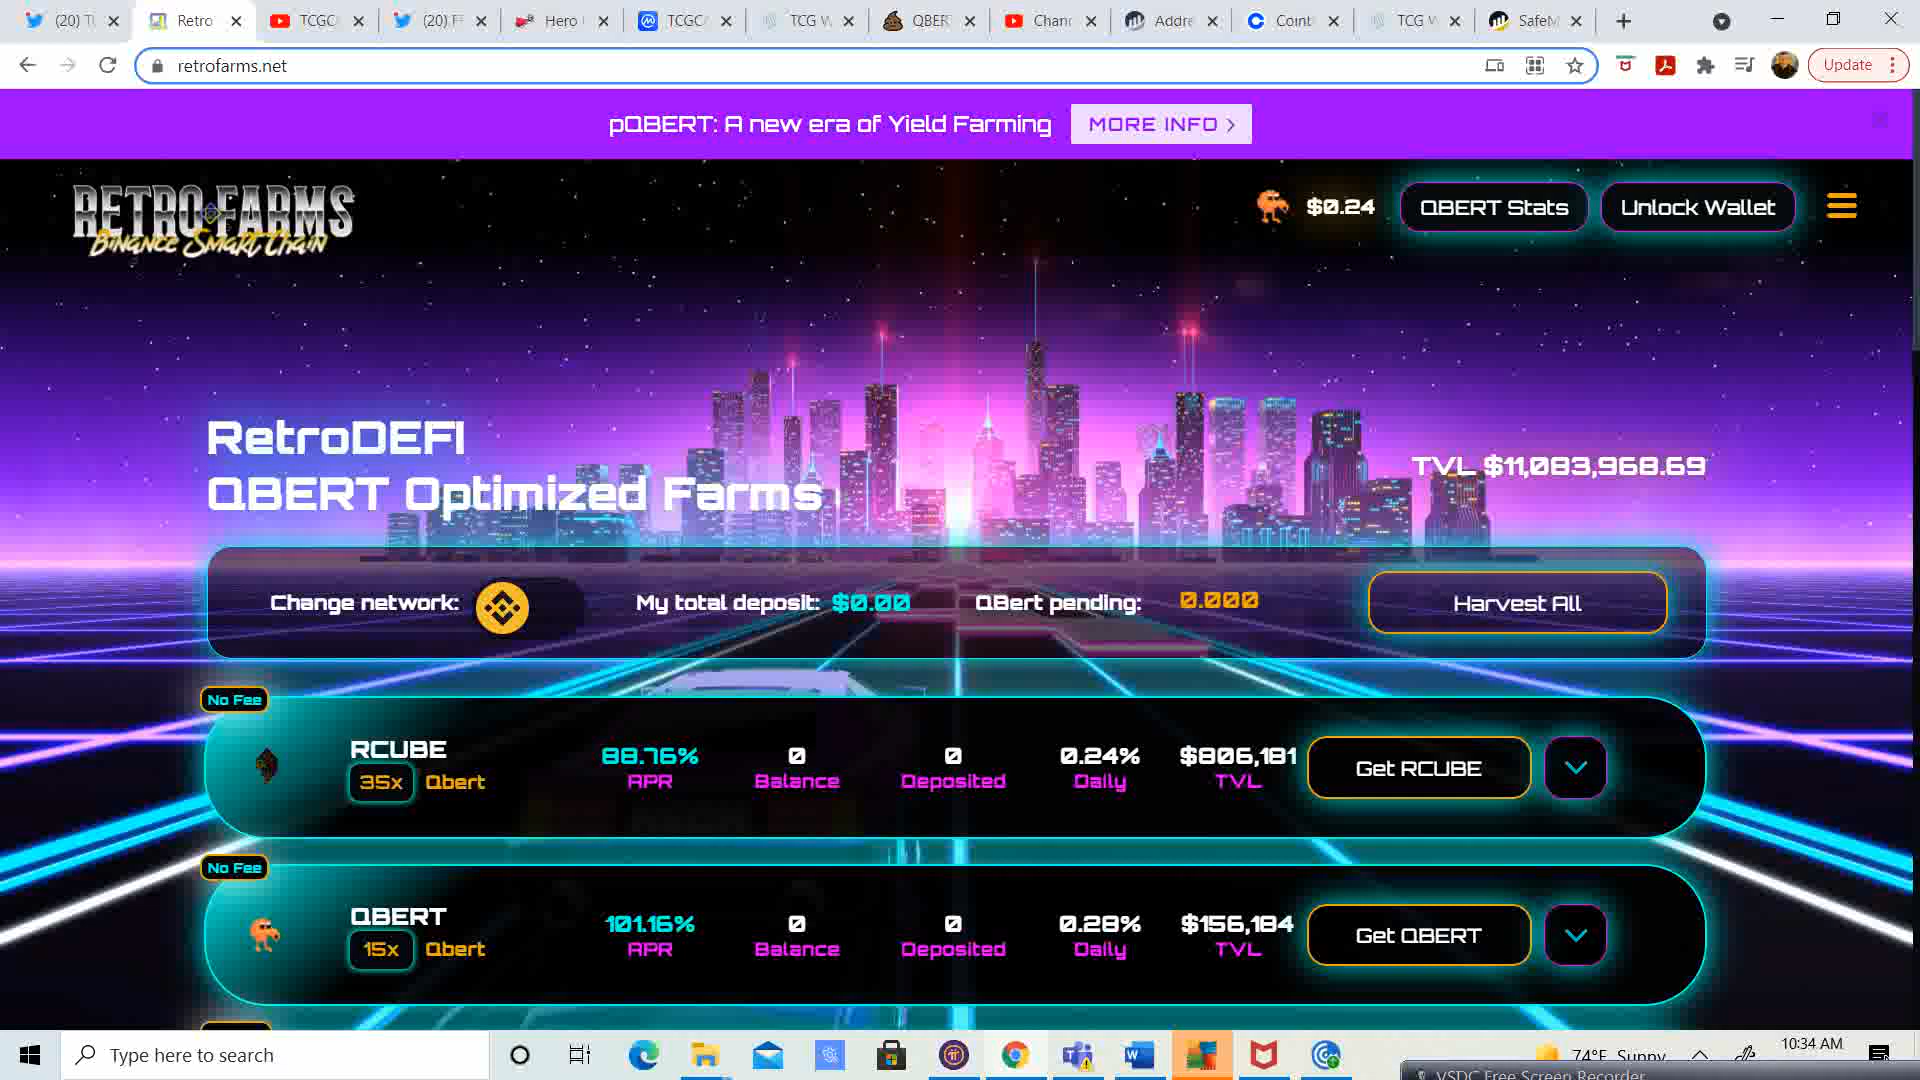 (20) T
Retro
TCGC
(20) F
Hero
TCGC
TCG
QBER
Chan
Addre
Coint
TCG
SafeM
retrofarms.net
Update
pQBERT: A new era of Yield Farming
MORE INFO >
RETRO FARMS
Binance Smart Chain
$0.24
QBERT Stats
Unlock Wallet
RetroDEFI
QBERT Optimized Farms
TVL $11,083,968.69
Change network:
My total deposit: $0.00
QBert pending: 0.000
Harvest All
No Fee
RCUBE
35x Qbert
88.76% APR
0 Balance
0 Deposited
0.24% Daily
$806,181 TVL
Get RCUBE
No Fee
QBERT
15x Qbert
101.16% APR
0 Balance
0 Deposited
0.28% Daily
$156,184 TVL
Get QBERT
Type here to search
74°F Sunny
10:34 AM
VSDC Free Screen Recorder